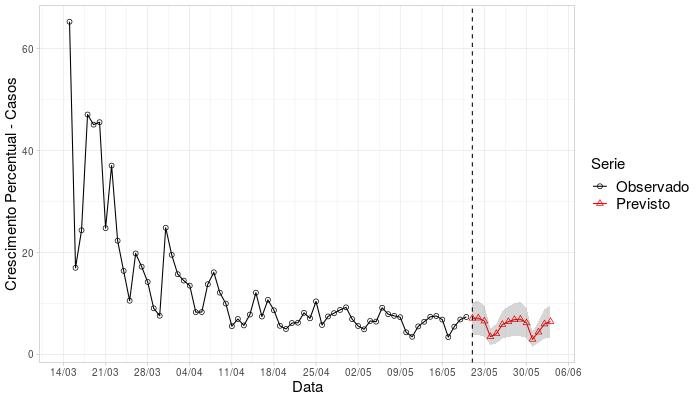 Crescimento Percentual - Casos
60
40
20
0
14/03 21/03 28/03 04/04 11/04 18/04 25/04 02/05 09/05 16/05 23/05 30/05 06/06
Data
Serie
Observado
Previsto